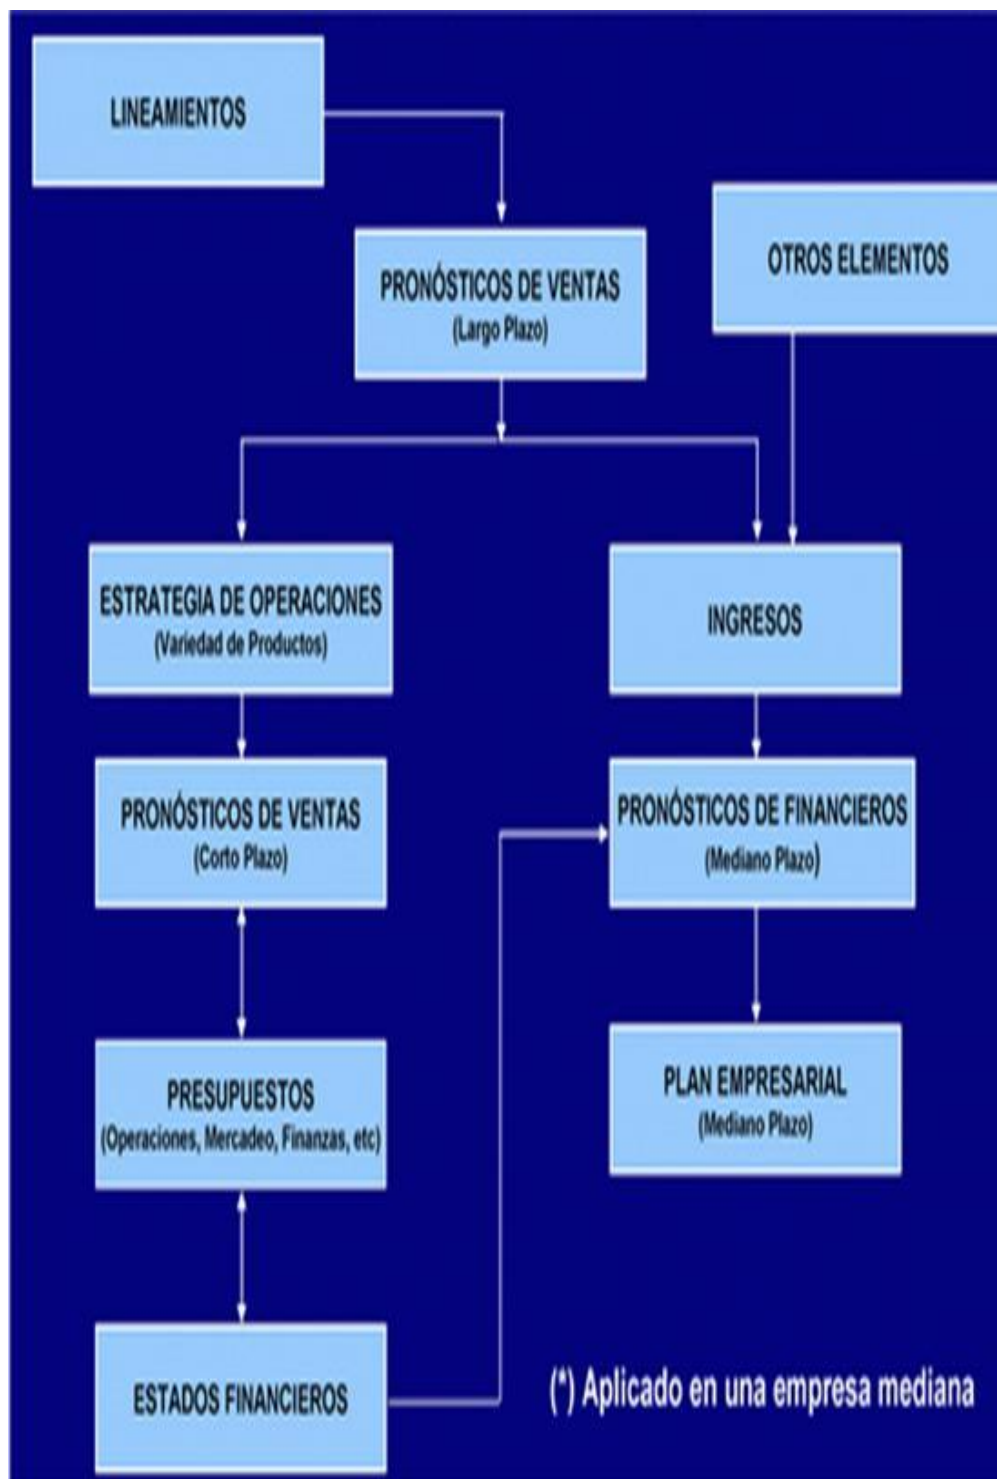 LINEAMIENTOS
OTROS ELEMENTOS
PRONÓSTICOS DE VENTAS
(Largo Plazo)
ESTRATEGIA DE OPERACIONES
(Variedad de Productos)
INGRESOS
PRONÓSTICOS DE VENTAS
(Corto Plazo)
PRONÓSTICOS DE FINANCIEROS
(Mediano Plazo)
PRESUPUESTOS
(Operaciones, Mercadeo, Finanzas, etc)
PLAN EMPRESARIAL
(Mediano Plazo)
ESTADOS FINANCIEROS
(*) Aplicado en una empresa mediana